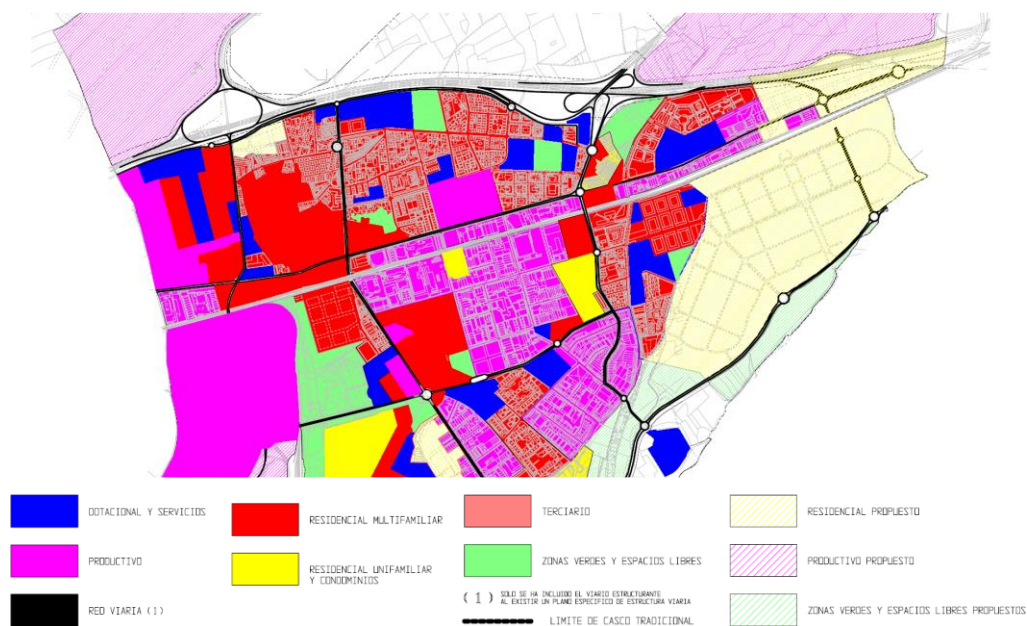 DOTACIONAL Y SERVICIOS
RESIDENCIAL MULTIFAMILIAR
TERCIARIO
RESIDENCIAL PROPUESTO
PRODUCTIVO
RESIDENCIAL UNIFAMILIAR
Y CONDOMINIOS
ZONAS VERDES Y ESPACIOS LIBRES
PRODUCTIVO PROPUESTO
RED VIARIA (1)
( 1 ) SOLO SE HA INCLUIDO EL VIARIO ESTRUCTURANTE
AL EXISTIR UN PLANO ESPECIFICO DE ESTRUCTURA VIARIA
LIMITE DE CASCO TRADICIONAL
ZONAS VERDES Y ESPACIOS LIBRES PROPUESTOS